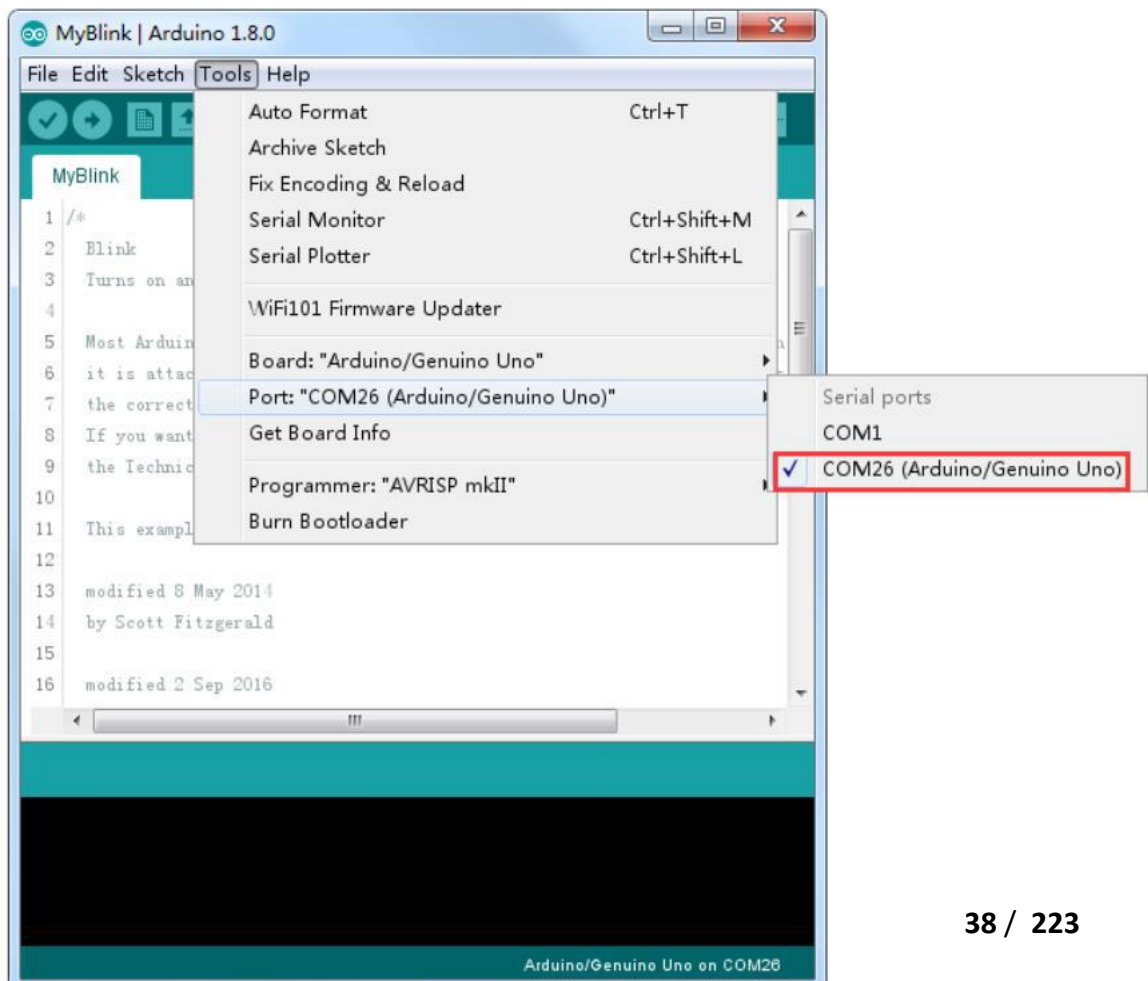 MyBlink | Arduino 1.8.0
File Edit Sketch Tools Help
Auto Format Ctrl+T
Archive Sketch
MyBlink
Fix Encoding & Reload
1 /*
Serial Monitor Ctrl+Shift+M
2 Blink
Serial Plotter Ctrl+Shift+L
3 Turns on an
4
WiFi101 Firmware Updater
5 Most Arduin
Board: "Arduino/Genuino Uno"
6 it is attac
Port: "COM26 (Arduino/Genuino Uno)"
Serial ports
7 the correct
Get Board Info
COM1
8 If you want
9 the Technic
COM26 (Arduino/Genuino Uno)
Programmer: "AVRISP mkII"
10
Burn Bootloader
11 This exampl
12
13 modified 8 May 2014
14 by Scott Fitzgerald
15
16 modified 2 Sep 2016
38 / 223
Arduino/Genuino Uno on COM26